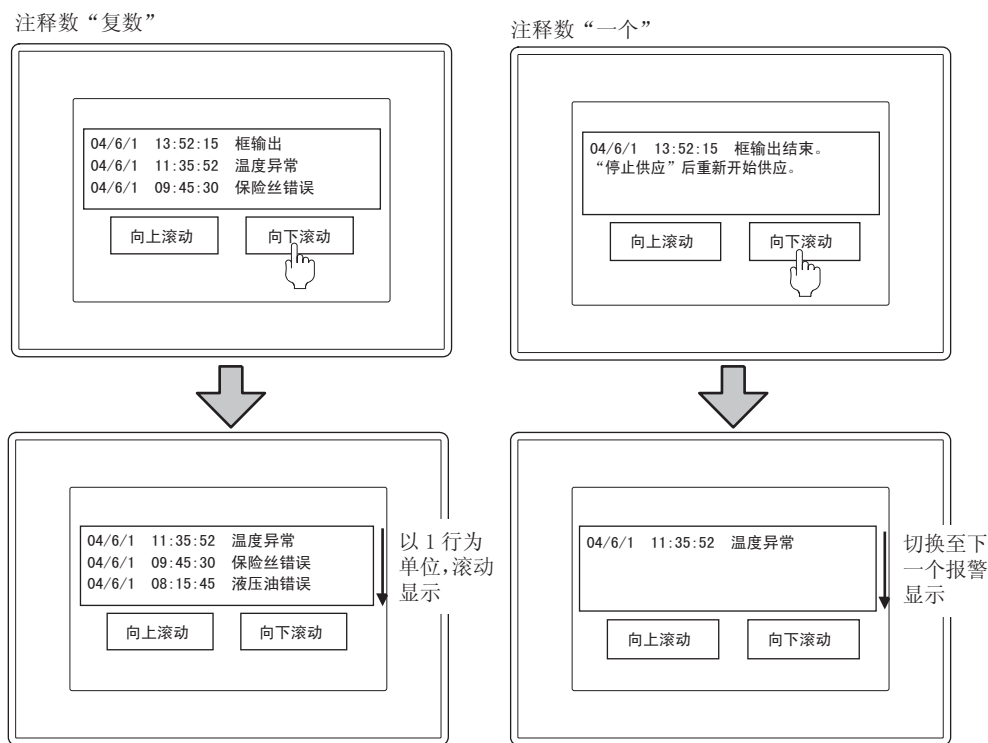 注释数“复数”
04/6/1 13:52:15 框输出
04/6/1 11:35:52 温度异常
04/6/1 09:45:30 保险丝错误
向上滚动 向下滚动
04/6/1 11:35:52 温度异常
04/6/1 09:45:30 保险丝错误
04/6/1 08:15:45 液压油错误
向上滚动 向下滚动
以1行为
单位,滚动
显示
注释数“一个”
04/6/1 13:52:15 框输出结束。
“停止供应”后重新开始供应。
向上滚动 向下滚动
04/6/1 11:35:52 温度异常
向上滚动 向下滚动
切换至下
一个报警
显示